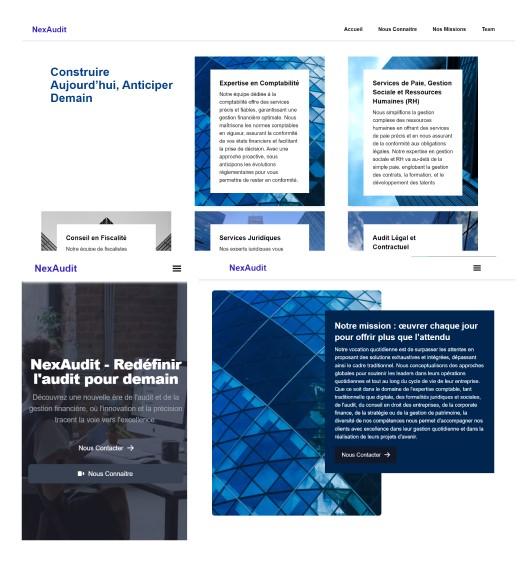 NexAudit
Accueil Nous Connaitre Nos Missions Team
Construire
Aujourd'hui, Anticiper
Demain
Expertise en Comptabilité
Notre équipe dédiée à la
comptabilité offre des services
précis et fiables, garantissant une
gestion financière optimale. Nous
maîtrisons les normes comptables
en vigueur, assurant la conformité
de vos états financiers et facilitant
la prise de décision. Avec une
approche proactive, nous
anticipons les évolutions
réglementaires pour vous
permettre de rester en conformité.
Services de Paie, Gestion
Sociale et Ressources
Humaines (RH)
Nous simplifions la gestion
complexe des ressources
humaines en offrant des services
de paie précis et en nous assurant
de la conformité aux obligations
légales. Notre expertise en gestion
sociale et RH va au-delà de la
simple paie, englobant la gestion
des contrats, la formation, et le
développement des talents
Conseil en Fiscalité
Notre équipe de fiscalistes
Services Juridiques
Nos experts juridiques vous
Audit Légal et
Contractuel
NexAudit
NexAudit - Redéfinir
l'audit pour demain
Découvrez une nouvelle ère de l'audit et de la
gestion financière, où l'innovation et la précision
tracent la voie vers l'excellence
Nous Contacter →
Nous Connaitre
NexAudit
Notre mission : œuvrer chaque jour
pour offrir plus que l'attendu
Notre vocation quotidienne est de surpasser les attentes en
proposant des solutions exhaustives et intégrées, dépassant
ainsi le cadre traditionnel. Nous conceptualisons des approches
globales pour soutenir les leaders dans leurs opérations
quotidiennes et tout au long du cycle de vie de leur entreprise.
Que ce soit dans le domaine de l'expertise comptable, tant
traditionnelle que digitale, des formalités juridiques et sociales,
de l'audit, du conseil en droit des entreprises, de la corporate
finance, de la stratégie ou de la gestion de patrimoine, la
diversité de nos compétences nous permet d'accompagner nos
clients avec excellence dans leur gestion quotidienne et dans la
réalisation de leurs projets d'avenir.
Nous Contacter →